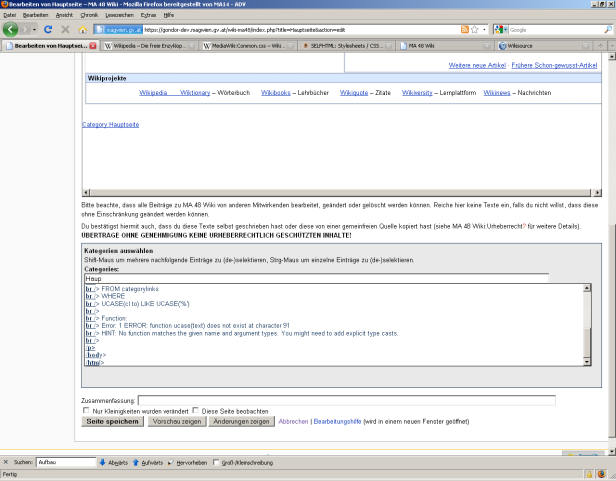 Bearbeiten von Hauptseite – MA 48 Wiki - Mozilla Firefox bereitgestellt von MA14 - ADV
Datei Bearbeiten Ansicht Chronik Lesezeichen Extras Hilfe
magwien.gv.at https://gondor-dev.magwien.gv.at/wiki-ma48/index.php?title=Hauptseite&action=edit Google
Bearbeiten von Hauptsei... Wikipedia – Die freie Enzyklop... MediaWiki:Common.css – Wiki... SELFHTML: Stylesheets / CSS... MA 48 Wiki Wikisource
Weitere neue Artikel · Frühere Schon-gewusst-Artikel
Wikiprojekte
Wikipedia Wiktionary – Wörterbuch Wikibooks – Lehrbücher Wikiquote – Zitate Wikiversity – Lernplattform Wikinews – Nachrichten
Category Hauptseite
Bitte beachte, dass alle Beiträge zu MA 48 Wiki von anderen Mitwirkenden bearbeitet, geändert oder gelöscht werden können. Reiche hier keine Texte ein, falls du nicht willst, dass diese
ohne Einschränkung geändert werden können.
Du bestätigst hiermit auch, dass du diese Texte selbst geschrieben hast oder diese von einer gemeinfreien Quelle kopiert hast (siehe MA 48 Wiki:Urheberrecht? für weitere Details).
ÜBERTRAGE OHNE GENEHMIGUNG KEINE URHEBERRECHTLICH GESCHÜTZTEN INHALTE!
Kategorien auswählen
Shift-Maus um mehrere nachfolgende Einträge zu (de-)selektieren, Strg-Maus um einzelne Einträge zu (de-)selektieren.
Categories:
Haup
br /> FROM categorylinks
br /> WHERE
br /> UCASE(cl to) LIKE UCASE('%')
br />
br /> Function:
br /> Error: 1 ERROR: function ucase(text) does not exist at character 91
br /> HINT: No function matches the given name and argument types. You might need to add explicit type casts.
br />
/p>
/body>
/html>
Zusammenfassung:
Nur Kleinigkeiten wurden verändert Diese Seite beobachten
Seite speichern Vorschau zeigen Änderungen zeigen Abbrechen | Bearbeitungshilfe (wird in einem neuen Fenster geöffnet)
Suchen: Aufbau Abwärts Aufwärts Hervorheben Groß-/Kleinschreibung
Fertig